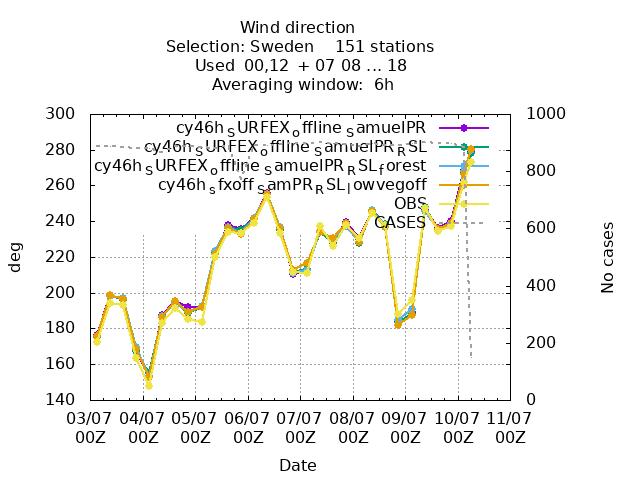 Wind direction
Selection: Sweden    151 stations
Used  00,12  + 07 08 ... 18
Averaging window:  6h
300
280
260
240
220
200
180
160
140
deg
1000
800
600
400
200
0
No cases
cy46h_SURFEX_offline_samuelPR
cy46h_SURFEX_offline_samuelPR_RSL
cy46h_SURFEX_offline_samuelPR_RSL_forest
cy46h_sfxoff_samPR_RSL_lowvegoff
OBS
CASES
03/07 04/07 05/07 06/07 07/07 08/07 09/07 10/07 11/07
00Z 00Z 00Z 00Z 00Z 00Z 00Z 00Z 00Z
Date